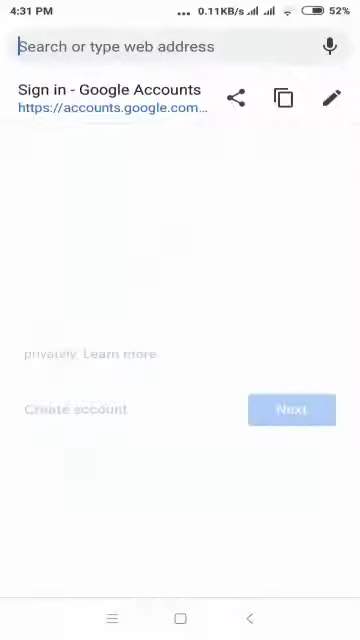 4:31 PM ... 0.11KB/s 52%
Search or type web address
Sign in - Google Accounts
https://accounts.google.com...
privately. Learn more
Create account Next